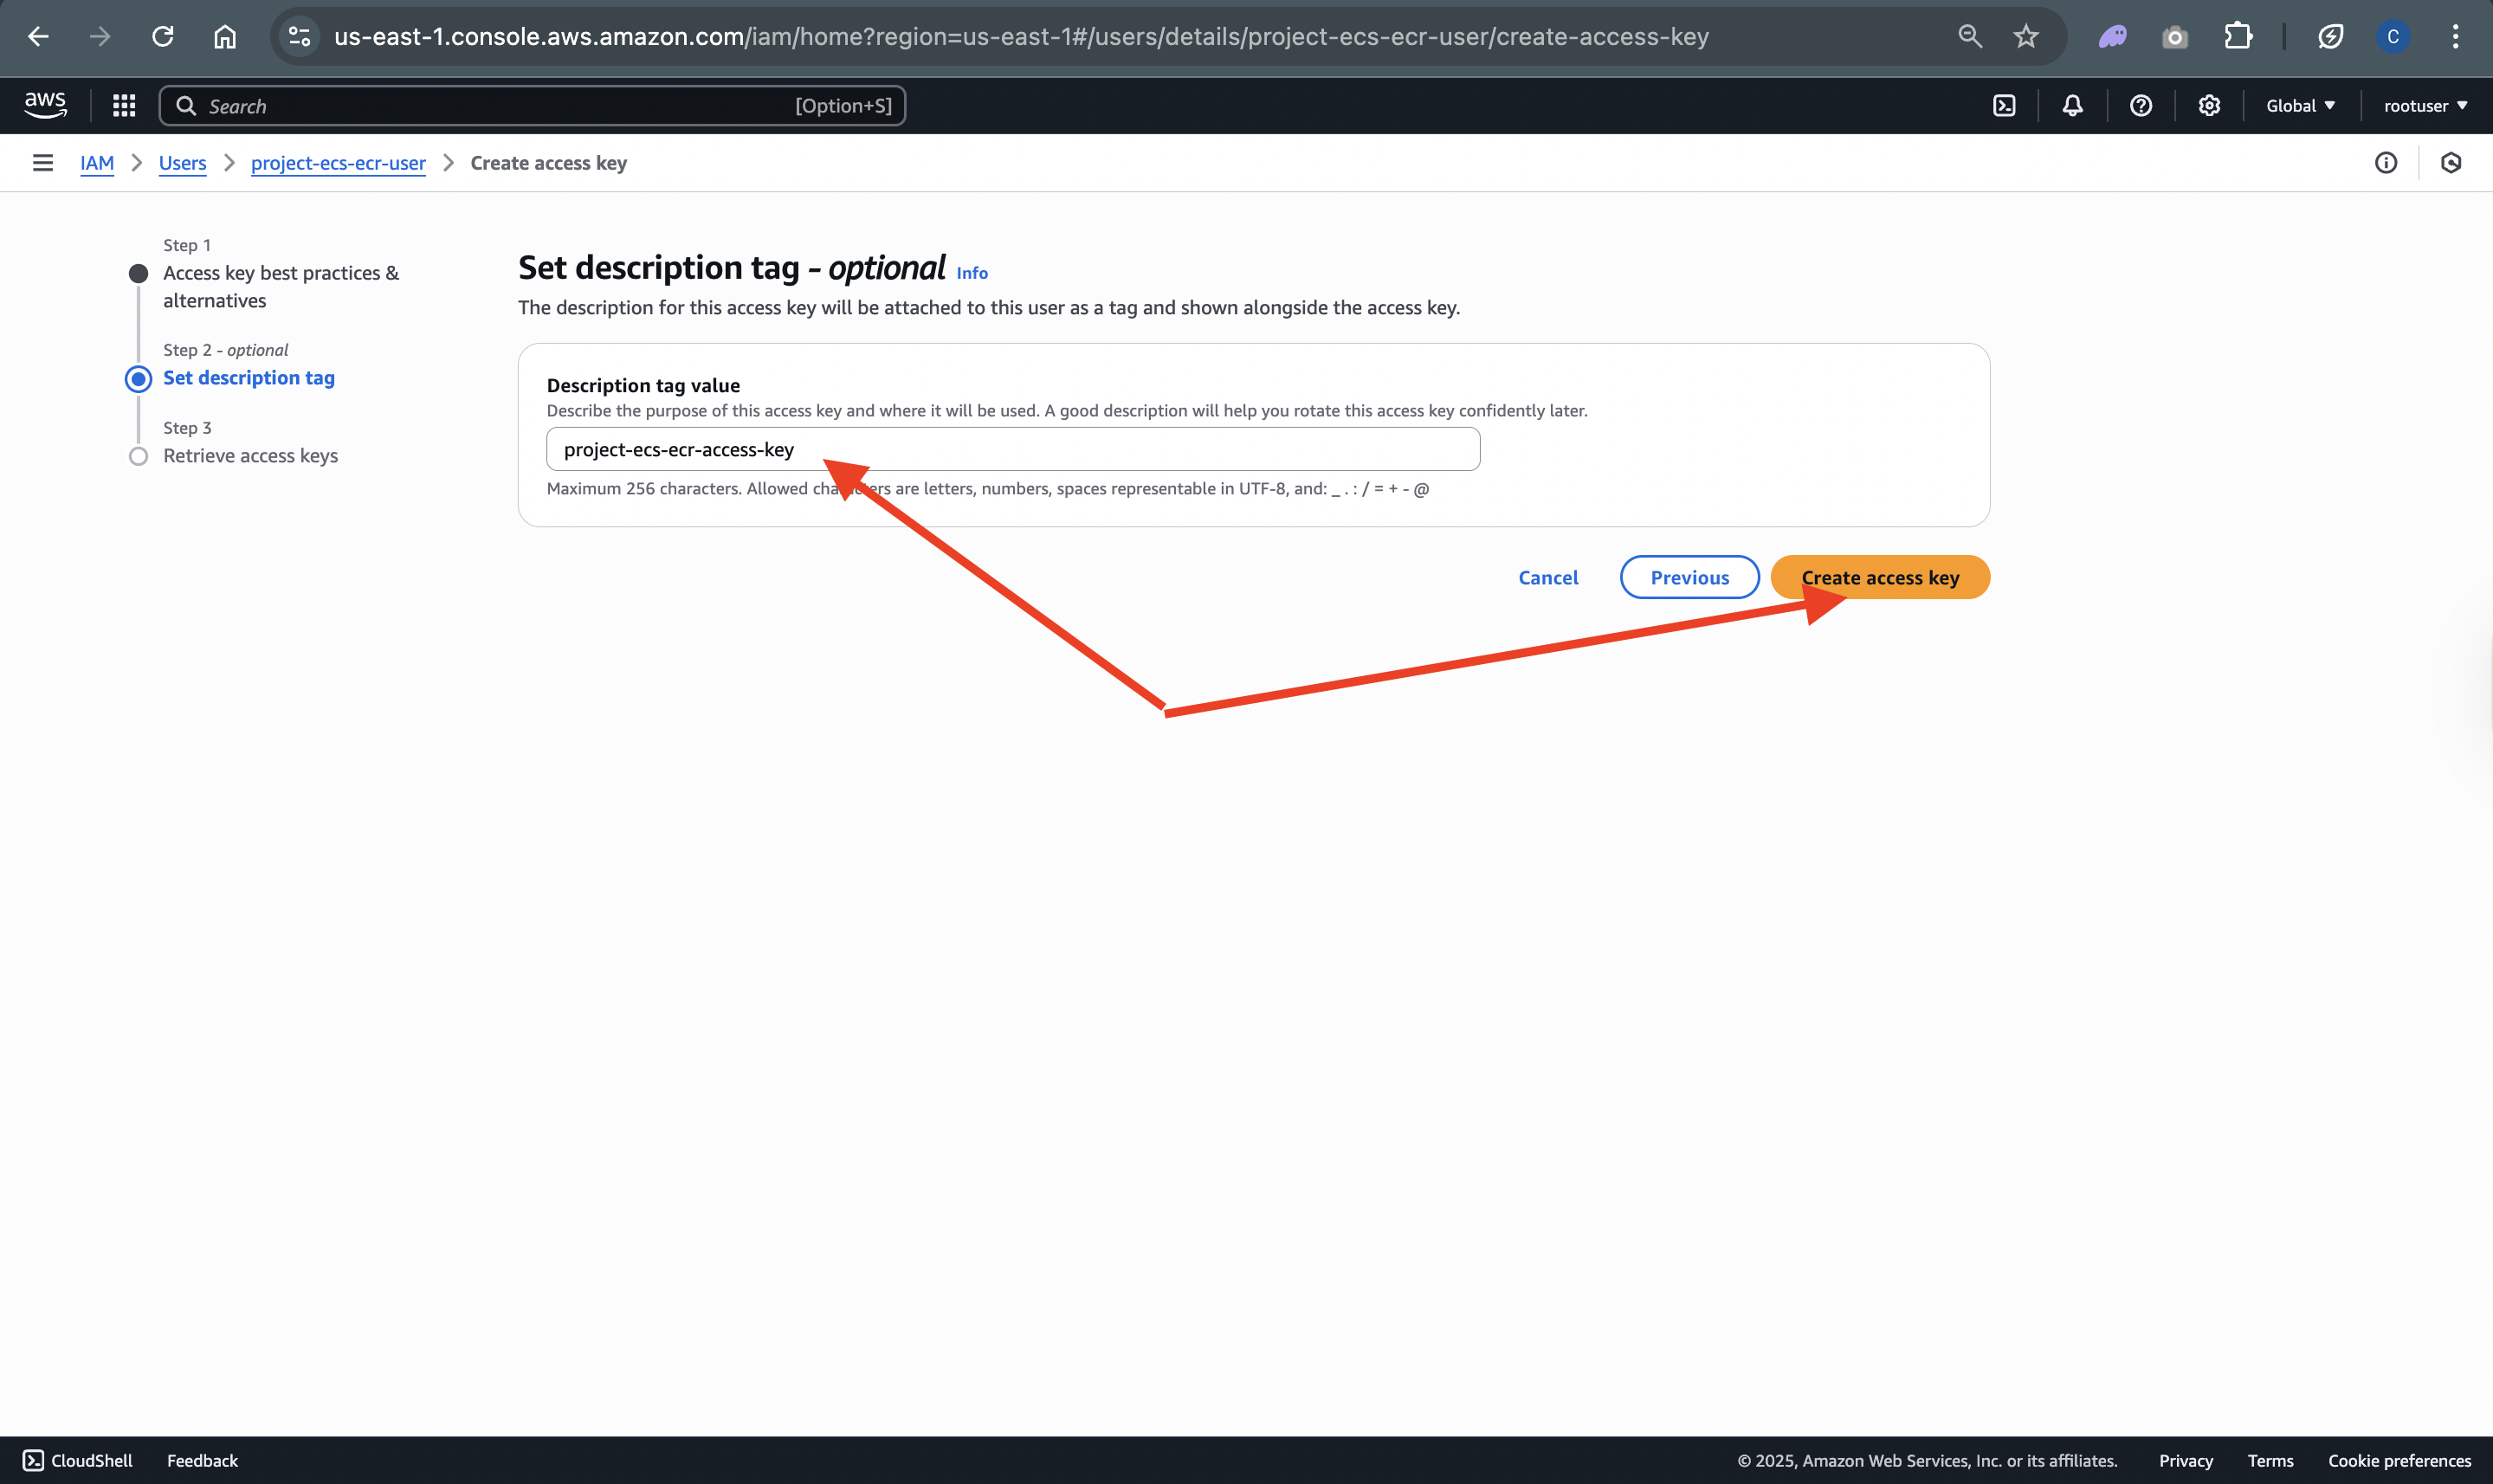 us-east-1.console.aws.amazon.com/iam/home?region=us-east-1#/users/details/project-ecs-ecr-user/create-access-key
C
aws
Search
[Option+S]
Global
rootuser
IAM
Users
project-ecs-ecr-user
Create access key
Step 1
Access key best practices &
alternatives
Step 2 - optional
Set description tag
Step 3
Retrieve access keys
Set description tag - optional Info
The description for this access key will be attached to this user as a tag and shown alongside the access key.
Description tag value
Describe the purpose of this access key and where it will be used. A good description will help you rotate this access key confidently later.
project-ecs-ecr-access-key
Maximum 256 characters. Allowed characters are letters, numbers, spaces representable in UTF-8, and: _ . : / = + - @
Cancel
Previous
Create access key
CloudShell
Feedback
© 2025, Amazon Web Services, Inc. or its affiliates.
Privacy
Terms
Cookie preferences